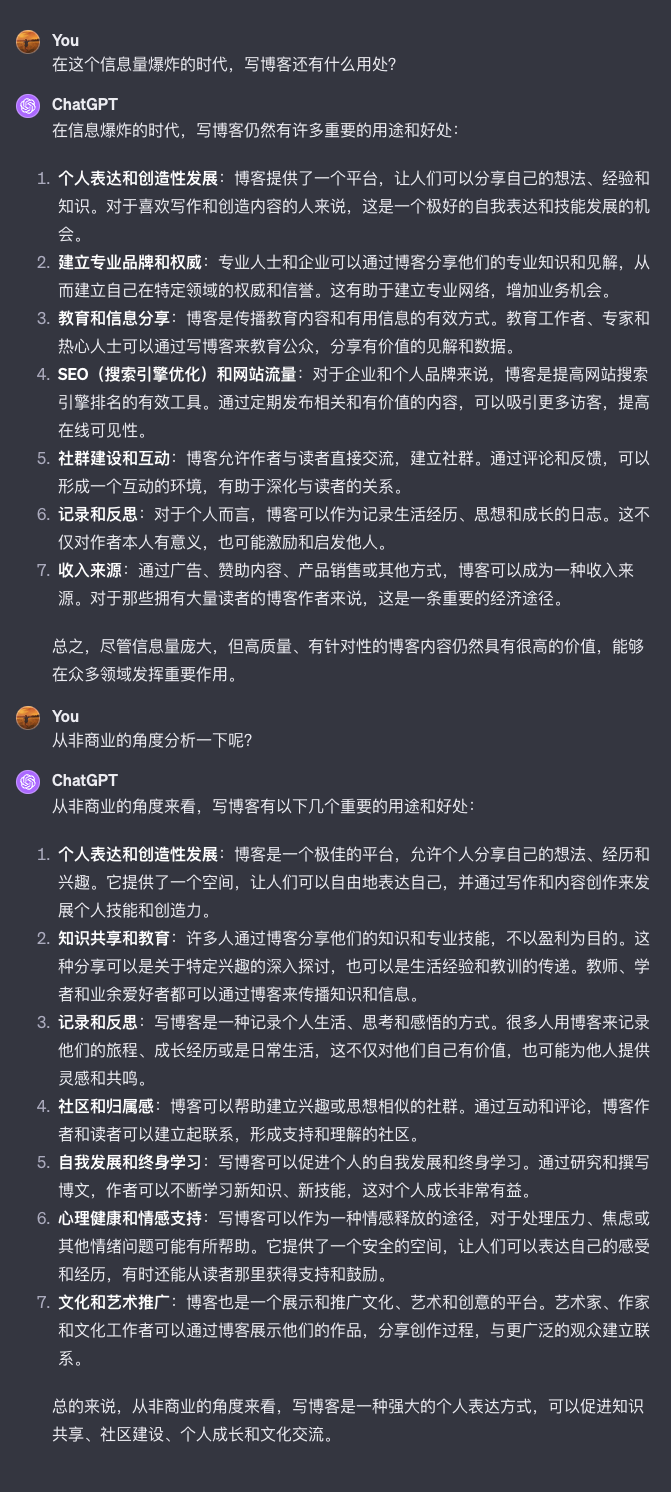 You
在这个信息量爆炸的时代，写博客还有什么用处？
ChatGPT
在信息爆炸的时代，写博客仍然有许多重要的用途和好处：
1. 个人表达和创造性发展：博客提供了一个平台，让人们可以分享自己的想法、经验和
知识。对于喜欢写作和创造内容的人来说，这是一个极好的自我表达和技能发展的机
会。
2. 建立专业品牌和权威：专业人士和企业可以通过博客分享他们的专业知识和见解，从
而建立自己在特定领域的权威和信誉。这有助于建立专业网络，增加业务机会。
3. 教育和信息分享：博客是传播教育内容和有用信息的有效方式。教育工作者、专家和
热心人士可以通过写博客来教育公众，分享有价值的见解和数据。
4. SEO（搜索引擎优化）和网站流量：对于企业和个人品牌来说，博客是提高网站搜索
引擎排名的有效工具。通过定期发布相关和有价值的内容，可以吸引更多访客，提高
在线可见性。
5. 社群建设和互动：博客允许作者与读者直接交流，建立社群。通过评论和反馈，可以
形成一个互动的环境，有助于深化与读者的关系。
6. 记录和反思：对于个人而言，博客可以作为记录生活经历、思想和成长的日志。这不
仅对作者本人有意义，也可能激励和启发他人。
7. 收入来源：通过广告、赞助内容、产品销售或其他方式，博客可以成为一种收入来
源。对于那些拥有大量读者的博客作者来说，这是一条重要的经济途径。
总之，尽管信息量庞大，但高质量、有针对性的博客内容仍然具有很高的价值，能够
在众多领域发挥重要作用。
You
从非商业的角度分析一下呢？
ChatGPT
从非商业的角度来看，写博客有以下几个重要的用途和好处：
1. 个人表达和创造性发展：博客是一个极佳的平台，允许个人分享自己的想法、经历和
兴趣。它提供了一个空间，让人们可以自由地表达自己，并通过写作和内容创作来发
展个人技能和创造力。
2. 知识共享和教育：许多人通过博客分享他们的知识和专业技能，不以盈利为目的。这
种分享可以是关于特定兴趣的深入探讨，也可以是生活经验和教训的传递。教师、学
者和业余爱好者都可以通过博客来传播知识和信息。
3. 记录和反思：写博客是一种记录个人生活、思考和感悟的方式。很多人用博客来记录
他们的旅程、成长经历或是日常生活，这不仅对他们自己有价值，也可能为他人提供
灵感和共鸣。
4. 社区和归属感：博客可以帮助建立兴趣或思想相似的社群。通过互动和评论，博客作
者和读者可以建立起联系，形成支持和理解的社区。
5. 自我发展和终身学习：写博客可以促进个人的自我发展和终身学习。通过研究和撰写
博文，作者可以不断学习新知识、新技能，这对个人成长非常有益。
6. 心理健康和情感支持：写博客可以作为一种情感释放的途径，对于处理压力、焦虑或
其他情绪问题可能有所帮助。它提供了一个安全的空间，让人们可以表达自己的感受
和经历，有时还能从读者那里获得支持和鼓励。
7. 文化和艺术推广：博客也是一个展示和推广文化、艺术和创意的平台。艺术家、作家
和文化工作者可以通过博客展示他们的作品，分享创作过程，与更广泛的观众建立联
系。
总的来说，从非商业的角度来看，写博客是一种强大的个人表达方式，可以促进知识
共享、社区建设、个人成长和文化交流。